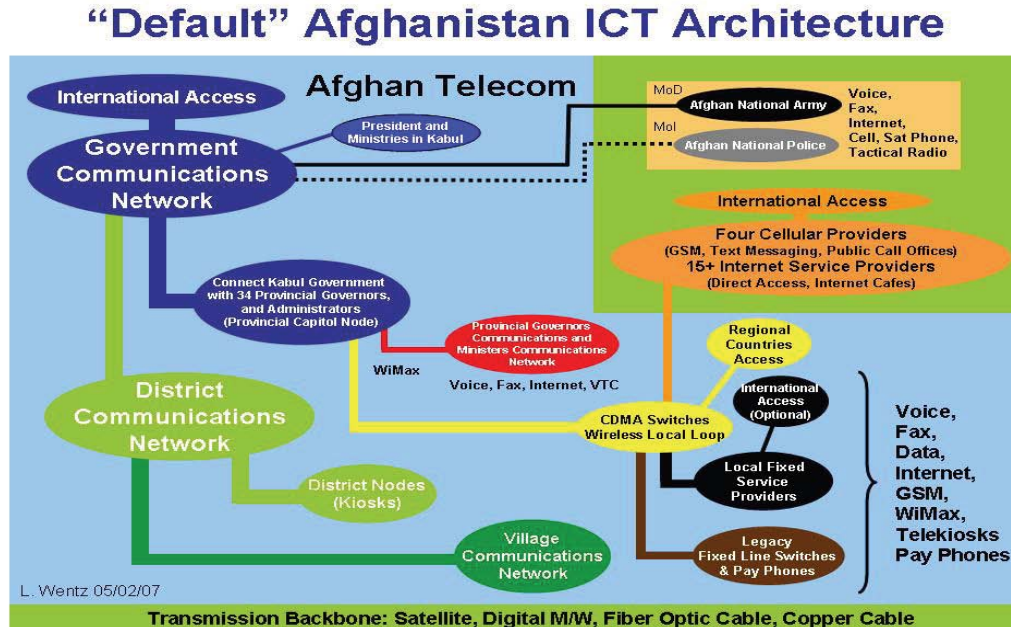 “Default” Afghanistan ICT Architecture
Afghan Telecom
International Access
Government
Communications
Network
President and
Ministries in Kabul
MoD
Afghan National Army
MoI
Afghan National Police
Voice,
Fax,
Internet,
Cell, Sat Phone,
Tactical Radio
International Access
Four Cellular Providers
(GSM, Text Messaging, Public Call Offices)
15+ Internet Service Providers
(Direct Access, Internet Cafes)
Connect Kabul Government
with 34 Provincial Governors,
and Administrators
(Provincial Capitol Node)
WiMax
Provincial Governors
Communications and
Ministers Communications
Network
Voice, Fax, Internet, VTC
Regional
Countries
Access
District
Communications
Network
CDMA Switches
Wireless Local Loop
International
Access
(Optional)
Local Fixed
Service
Providers
District Nodes
(Kiosks)
Village
Communications
Network
Legacy
Fixed Line Switches
& Pay Phones
Voice,
Fax,
Data,
Internet,
GSM,
WiMax,
Telekiosks
Pay Phones
L. Wentz 05/02/07
Transmission Backbone: Satellite, Digital M/W, Fiber Optic Cable, Copper Cable